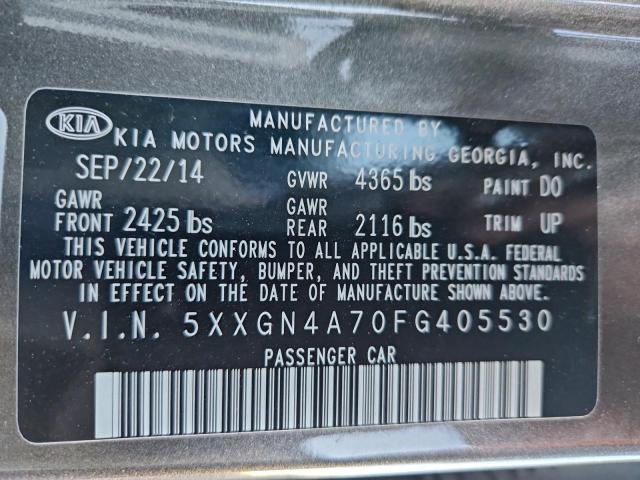 KIA
MANUFACTURED BY
KIA MOTORS MANUFACTURING GEORGIA, INC.
SEP/22/14 GVWR 4365 lbs PAINT DO
GAWR FRONT 2425 lbs GAWR REAR 2116 lbs TRIM UP
THIS VEHICLE CONFORMS TO ALL APPLICABLE U.S.A. FEDERAL
MOTOR VEHICLE SAFETY, BUMPER, AND THEFT PREVENTION STANDARDS
IN EFFECT ON THE DATE OF MANUFACTURE SHOWN ABOVE.
V.I.N. 5XXGN4A70FG405530
PASSENGER CAR